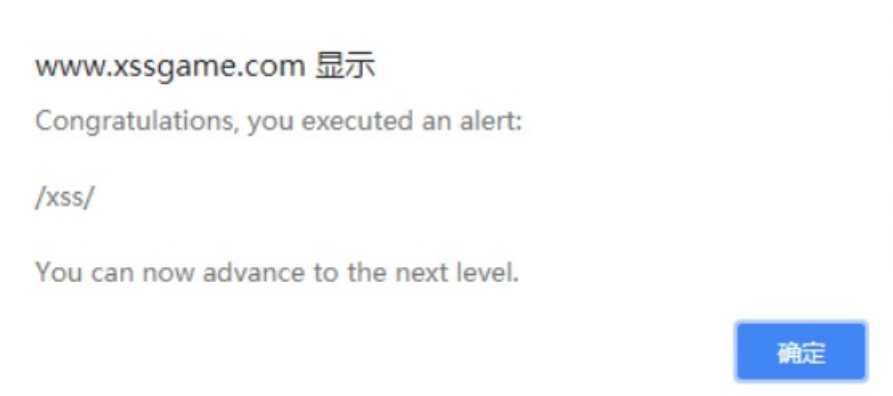 www.xssgame.com 显示
Congratulations, you executed an alert:
/xss/
You can now advance to the next level.
确定